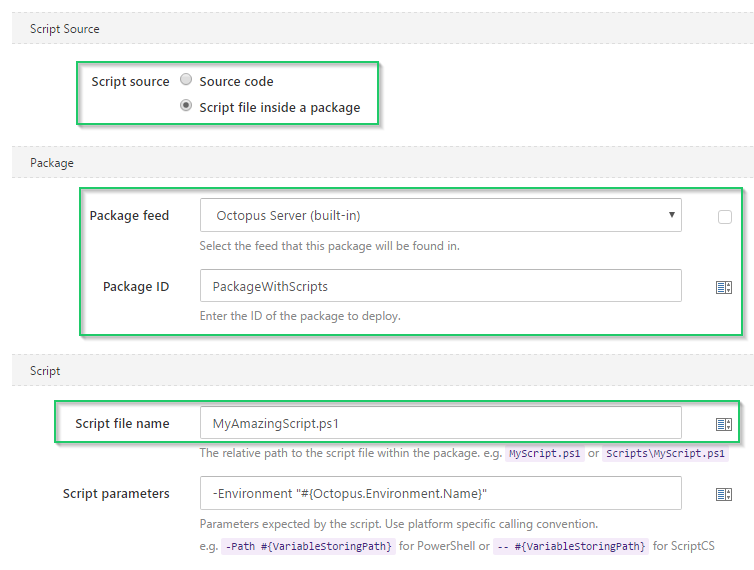 Script Source
Script source Source code
Script file inside a package
Package
Package feed Octopus Server (built-in)
Select the feed that this package will be found in.
Package ID PackageWithScripts
Enter the ID of the package to deploy.
Script
Script file name MyAmazingScript.ps1
The relative path to the script file within the package. e.g. MyScript.ps1 or Scripts\MyScript.ps1
Script parameters -Environment "#{Octopus.Environment.Name}"
Parameters expected by the script. Use platform specific calling convention.
e.g. -Path #{VariableStoringPath} for PowerShell or -- #{VariableStoringPath} for ScriptCS